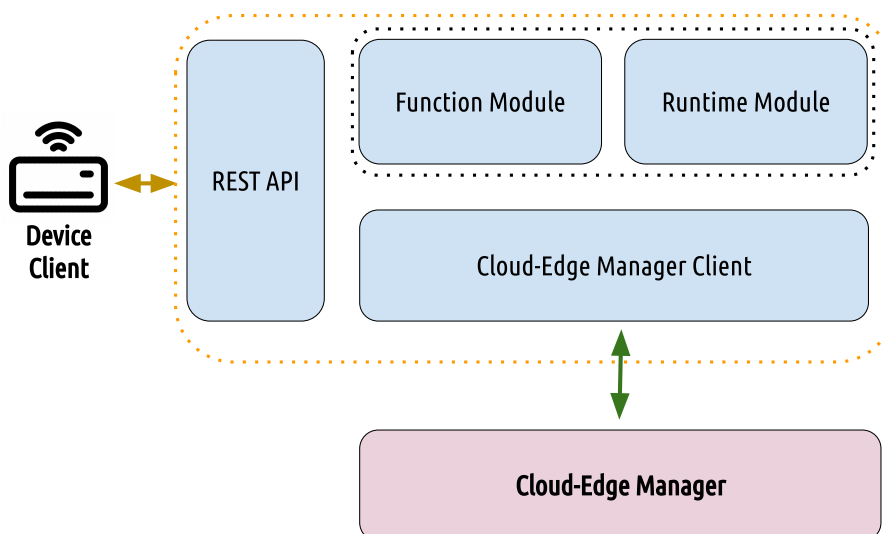 Function Module
Runtime Module
REST API
Device
Client
Cloud-Edge Manager Client
Cloud-Edge Manager